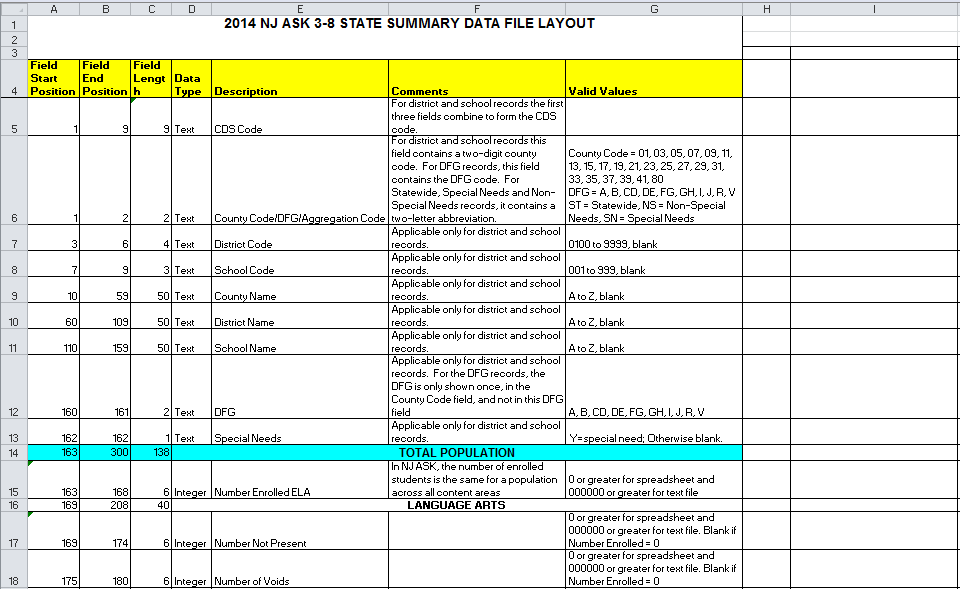 A B C D E F G H I
1 2014 NJ ASK 3-8 STATE SUMMARY DATA FILE LAYOUT
2
3
Field Field Field
Start End Lengt Data
4 Position Position h Type Description Comments Valid Values
For district and school records the first
three fields combine to form the CDS
5 1 9 9 Text CDS Code code.
For district and school records this
field contains a two-digit county County Code = 01, 03, 05, 07, 09, 11,
code. For DFG records, this field 13, 15, 17, 19, 21, 23, 25, 27, 29, 31,
contains the DFG code. For 33, 35, 37, 39, 41, 80
Statewide, Special Needs and Non- DFG = A, B, CD, DE, FG, GH, I, J, R, V
Special Needs records, it contains a ST = Statewide, NS = Non-Special
6 1 2 2 Text County Code/DFG/Aggregation Code two-letter abbreviation. Needs, SN = Special Needs
Applicable only for district and school
7 3 6 4 Text District Code records. 0100 to 9999, blank
Applicable only for district and school
8 7 9 3 Text School Code records. 001 to 999, blank
Applicable only for district and school
9 10 59 50 Text County Name records. A to Z, blank
Applicable only for district and school
10 60 109 50 Text District Name records. A to Z, blank
Applicable only for district and school
11 110 159 50 Text School Name records. A to Z, blank
Applicable only for district and school
records. For the DFG records, the
DFG is only shown once, in the
County Code field, and not in this DFG
12 160 161 2 Text DFG field A, B, CD, DE, FG, GH, I, J, R, V
Applicable only for district and school
13 162 162 1 Text Special Needs records. Y=special need; Otherwise blank.
14 163 300 138 TOTAL POPULATION
In NJ ASK, the number of enrolled
students is the same for a population 0 or greater for spreadsheet and
15 163 168 6 Integer Number Enrolled ELA across all content areas 000000 or greater for text file
16 169 208 40 LANGUAGE ARTS
0 or greater for spreadsheet and
000000 or greater for text file. Blank if
17 169 174 6 Integer Number Not Present Number Enrolled = 0
0 or greater for spreadsheet and
000000 or greater for text file. Blank if
18 175 180 6 Integer Number of Voids Number Enrolled = 0